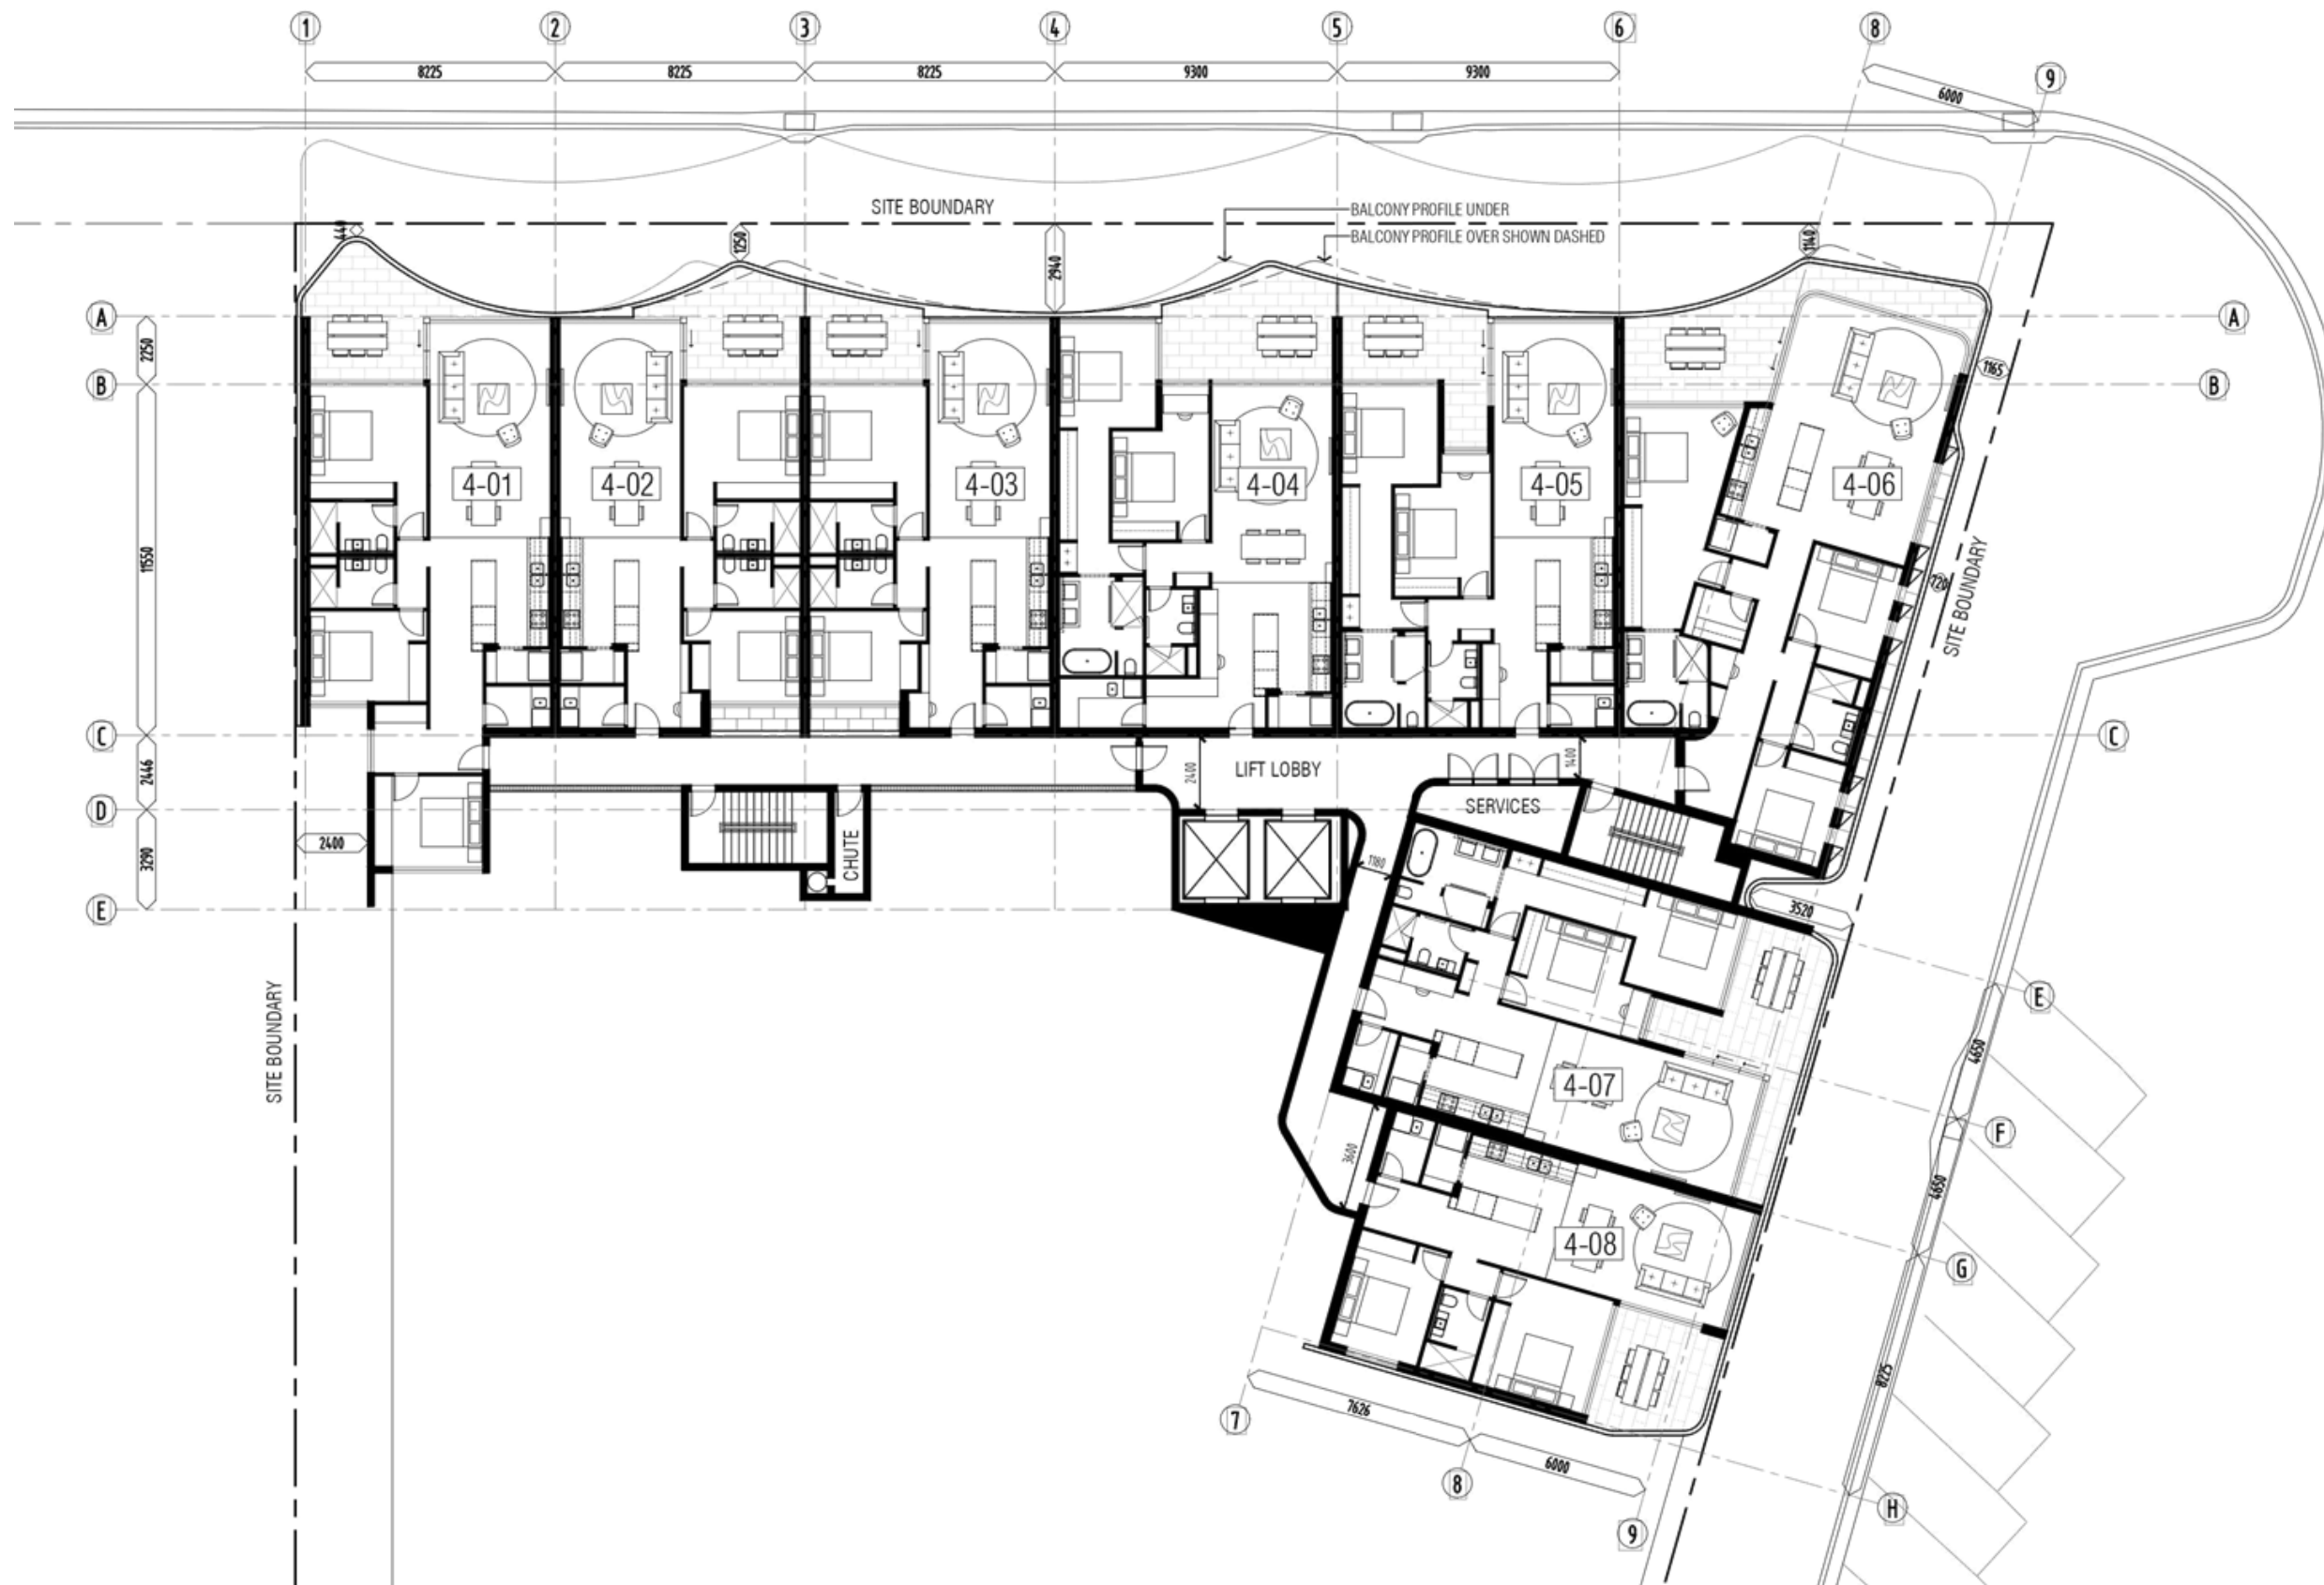 1 2 3 4 5 6 8
9
8225 8225 8225 9300 9300
6000
SITE BOUNDARY
BALCONY PROFILE UNDER
BALCONY PROFILE OVER SHOWN DASHED
440
1250
2940
1140
A
A
2250
1165
B
B
4-01 4-02 4-03 4-04 4-05 4-06
11550
720
SITE BOUNDARY
C
C
2446
2400
LIFT LOBBY
1400
D
SERVICES
2400
3290
CHUTE
1180
E
3520
SITE BOUNDARY
E
4650
4-07
F
3600
4650
4-08
G
8225
7
7626
6000
8
H
9